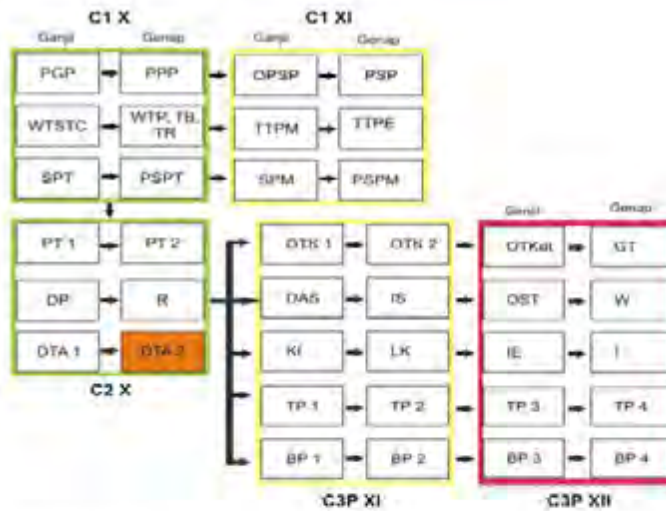 C1 X
C1 XI
Ganjil Genap Ganjil Genap
PGP PPP OPSP PSP
WTSTC WTP, TB, TR TTPM TTPE
SPT PSPT SPM PSPM
Ganjil Genap
PT 1 PT 2 OTS 1 OTS 2 OTKat GT
DP R DAS IS OST W
DTA 1 DTA 2 KI LK IE I
C2 X
TP 1 TP 2 TP 3 TP 4
BP 1 BP 2 BP 3 BP 4
C3P XI C3P XII